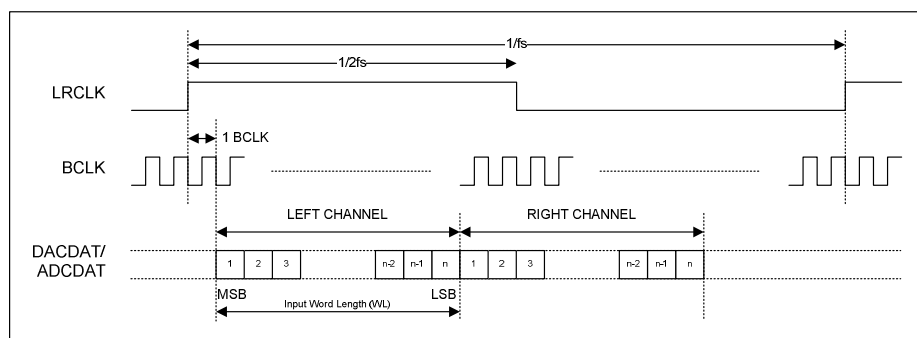 1/fs
1/2fs
LRCLK
1 BCLK
BCLK
LEFT CHANNEL
RIGHT CHANNEL
DACDAT/
ADCDAT
1 2 3 n-2 n-1 n 1 2 3 n-2 n-1 n
MSB LSB
Input Word Length (WL)